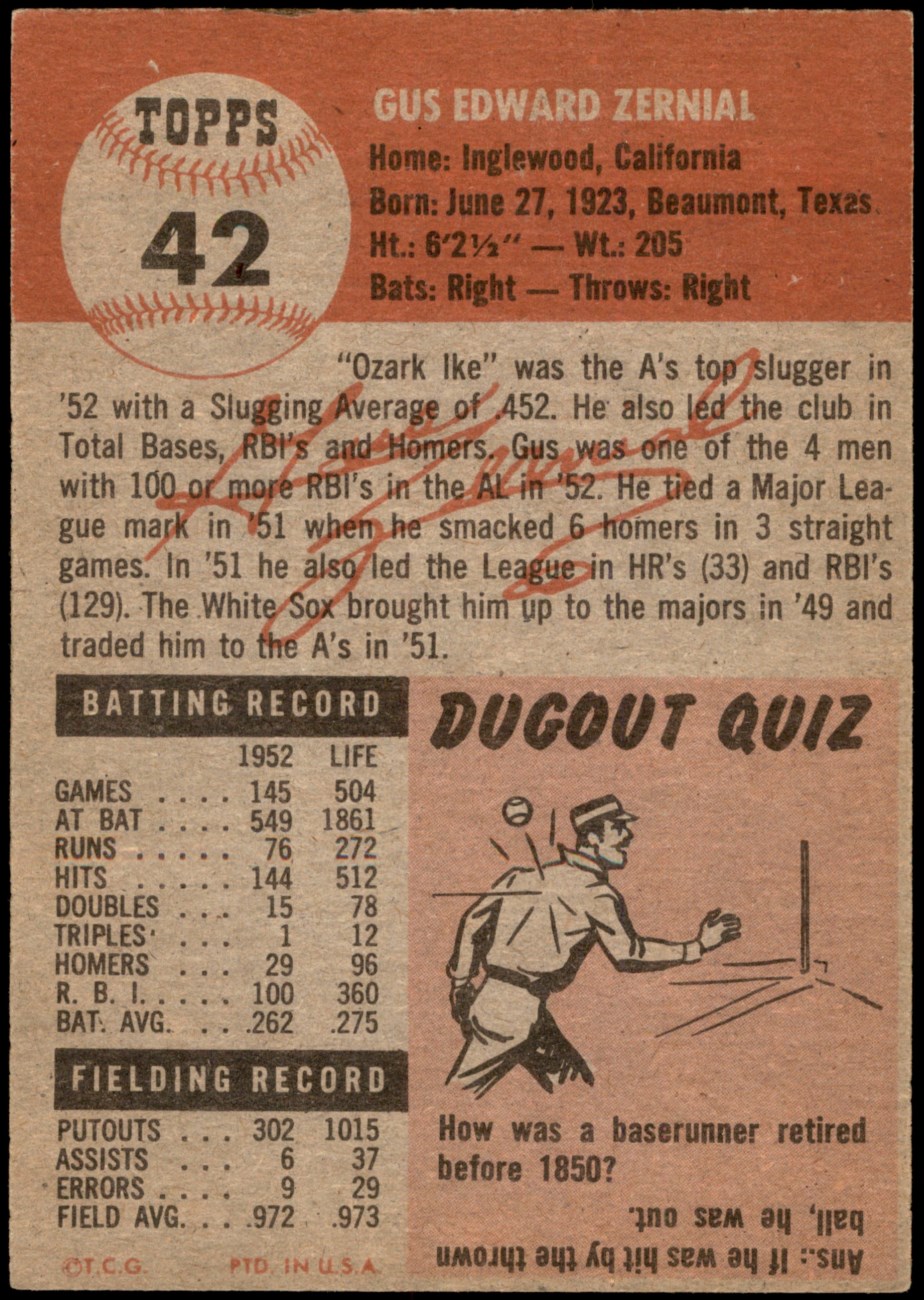 TOPPS
42
GUS EDWARD ZERNIAL
Home: Inglewood, California
Born: June 27, 1923, Beaumont, Texas.
Ht.: 6'2½" — Wt.: 205
Bats: Right — Throws: Right
"Ozark Ike" was the A's top slugger in
'52 with a Slugging Average of .452. He also led the club in
Total Bases, RBI's and Homers. Gus was one of the 4 men
with 100 or more RBI's in the AL in '52. He tied a Major Lea-
gue mark in '51 when he smacked 6 homers in 3 straight
games. In '51 he also led the League in HR's (33) and RBI's
(129). The White Sox brought him up to the majors in '49 and
traded him to the A's in '51.
Gus Zernial
BATTING RECORD
1952 LIFE
GAMES .... 145 504
AT BAT .... 549 1861
RUNS ..... 76 272
HITS ..... 144 512
DOUBLES ... 15 78
TRIPLES ... 1 12
HOMERS ... 29 96
R. B. I. .... 100 360
BAT. AVG. ... .262 .275
FIELDING RECORD
PUTOUTS ... 302 1015
ASSISTS ... 6 37
ERRORS .... 9 29
FIELD AVG. ... .972 .973
©T.C.G. PTD. IN U.S.A.
DUGOUT QUIZ
How was a baserunner retired
before 1850?
Ans.: If he was hit by the thrown
ball, he was out.